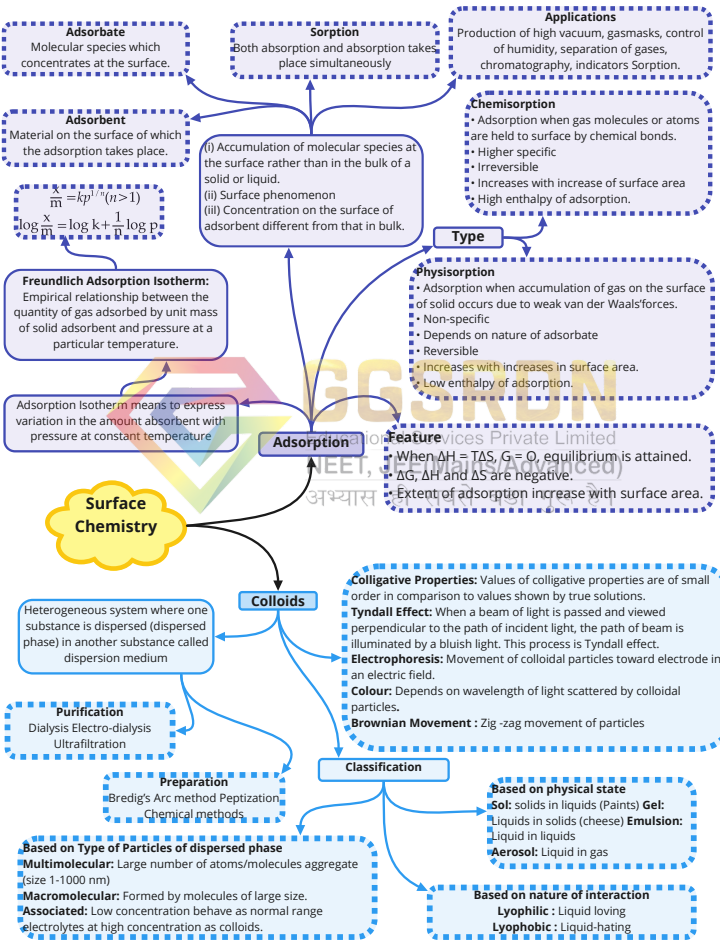 Adsorbate
Molecular species which
concentrates at the surface.
Sorption
Both absorption and absorption takes
place simultaneously
Applications
Production of high vacuum, gasmasks, control
of humidity, separation of gases,
chromatography, indicators Sorption.
Adsorbent
Material on the surface of which
the adsorption takes place.
(i) Accumulation of molecular species at
the surface rather than in the bulk of a
solid or liquid.
(ii) Surface phenomenon
(iiI) Concentration on the surface of
adsorbent different from that in bulk.
Chemisorption
• Adsorption when gas molecules or atoms
are held to surface by chemical bonds.
• Higher specific
• Irreversible
• Increases with increase of surface area
• High enthalpy of adsorption.
x/m = kp^1/n (n>1)
log x/m = log k + 1/n log p
Type
Freundlich Adsorption Isotherm:
Empirical relationship between the
quantity of gas adsorbed by unit mass
of solid adsorbent and pressure at a
particular temperature.
Physisorption
• Adsorption when accumulation of gas on the surface
of solid occurs due to weak van der Waals'forces.
• Non-specific
• Depends on nature of adsorbate
• Reversible
• Increases with increases in surface area.
• Low enthalpy of adsorption.
GGSRDN
Educational Services Private Limited
NEET, JEE(Mains/Advanced)
अभ्यास ही सबसे बड़ा गुरू है।
Adsorption Isotherm means to express
variation in the amount absorbent with
pressure at constant temperature
Adsorption
Feature
• When ΔH = TΔS, G = O, equilibrium is attained.
• ΔG, ΔH and ΔS are negative.
• Extent of adsorption increase with surface area.
Surface
Chemistry
Colloids
Heterogeneous system where one
substance is dispersed (dispersed
phase) in another substance called
dispersion medium
Colligative Properties: Values of colligative properties are of small
order in comparison to values shown by true solutions.
Tyndall Effect: When a beam of light is passed and viewed
perpendicular to the path of incident light, the path of beam is
illuminated by a bluish light. This process is Tyndall effect.
Electrophoresis: Movement of colloidal particles toward electrode in
an electric field.
Colour: Depends on wavelength of light scattered by colloidal
particles.
Brownian Movement : Zig -zag movement of particles
Purification
Dialysis Electro-dialysis
Ultrafiltration
Preparation
Bredig's Arc method Peptization
Chemical methods
Classification
Based on physical state
Sol: solids in liquids (Paints) Gel:
Liquids in solids (cheese) Emulsion:
Liquid in liquids
Aerosol: Liquid in gas
Based on Type of Particles of dispersed phase
Multimolecular: Large number of atoms/molecules aggregate
(size 1-1000 nm)
Macromolecular: Formed by molecules of large size.
Associated: Low concentration behave as normal range
electrolytes at high concentration as colloids.
Based on nature of interaction
Lyophilic : Liquid loving
Lyophobic : Liquid-hating